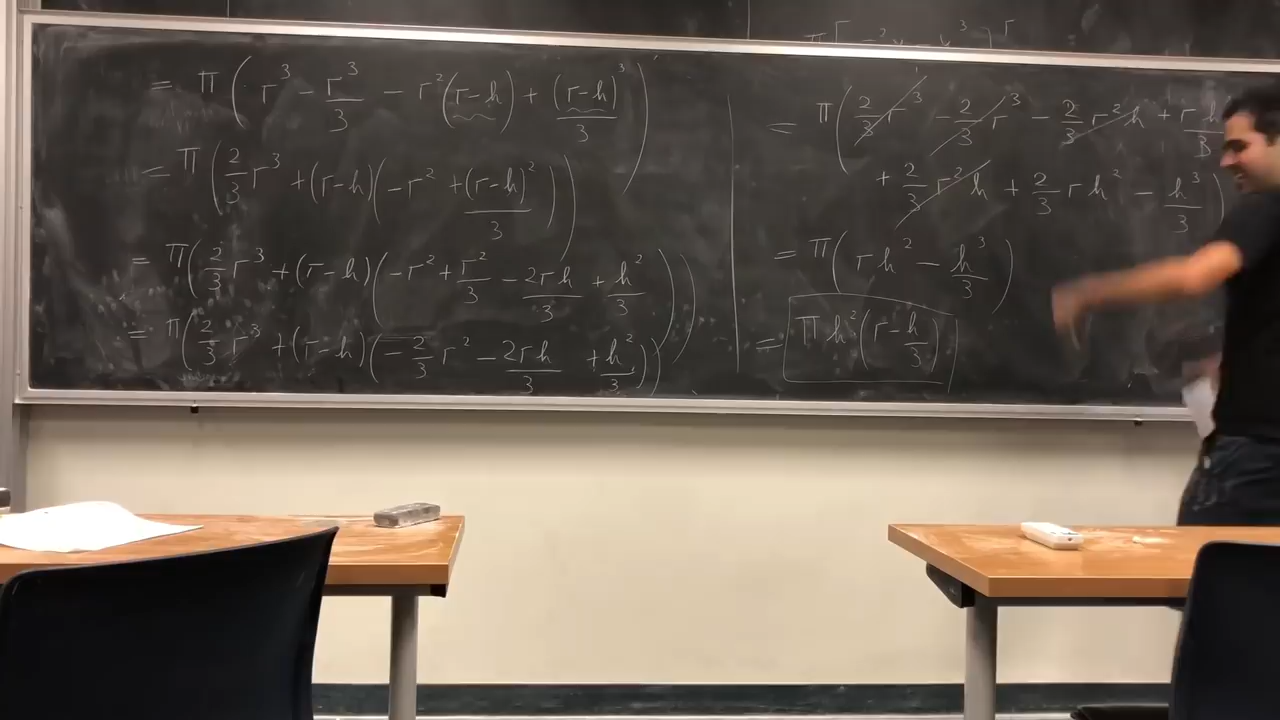 = π ( r³ - r³/3 - r²(r-h) + (r-h)³/3 )
= π ( 2/3 r³ + (r-h)( -r² + (r-h)²/3 ) )
= π ( 2/3 r³ + (r-h)( -r² + r²/3 - 2rh/3 + h²/3 ) )
= π ( 2/3 r³ + (r-h)( -2/3 r² - 2rh/3 + h²/3 ) )
= π ( 2/3 r³ - 2/3 r³ - 2/3 r²h + rh
+ 2/3 r²h + 2/3 rh² - h³/3 )
= π ( rh² - h³/3 )
= πh² ( r - h/3 )